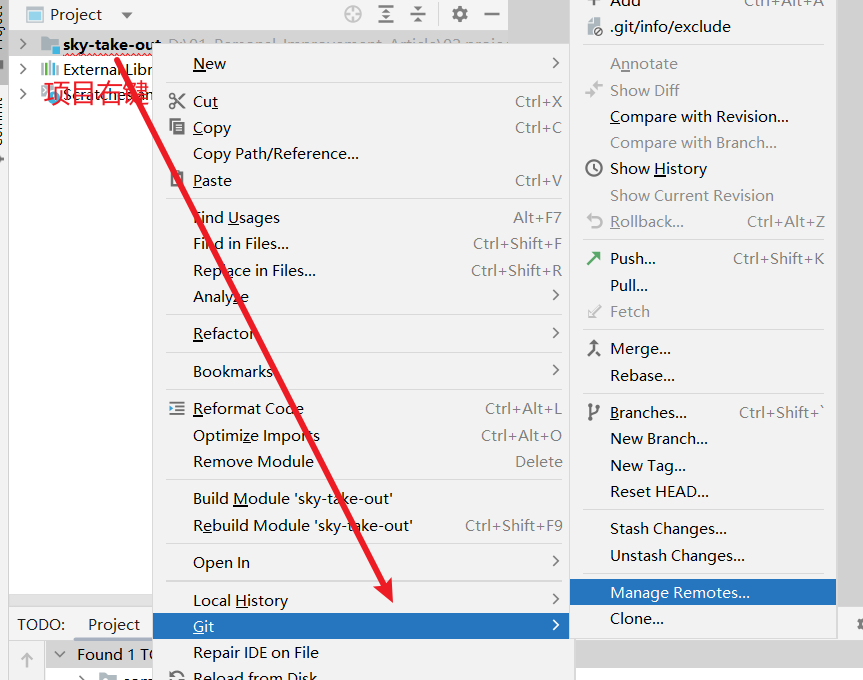 Project
sky-take-out
External Libr
Scratches an
项目右键
New
Cut Ctrl+X
Copy Ctrl+C
Copy Path/Reference...
Paste Ctrl+V
Find Usages Alt+F7
Find in Files... Ctrl+Shift+F
Replace in Files... Ctrl+Shift+R
Analyze
Refactor
Bookmarks
Reformat Code Ctrl+Alt+L
Optimize Imports Ctrl+Alt+O
Remove Module Delete
Build Module 'sky-take-out'
Rebuild Module 'sky-take-out' Ctrl+Shift+F9
Open In
Local History
Git
Repair IDE on File
Reload from Disk
Add Ctrl+Alt+A
.git/info/exclude
Annotate
Show Diff
Compare with Revision...
Compare with Branch...
Show History
Show Current Revision
Rollback... Ctrl+Alt+Z
Push... Ctrl+Shift+K
Pull...
Fetch
Merge...
Rebase...
Branches... Ctrl+Shift+`
New Branch...
New Tag...
Reset HEAD...
Stash Changes...
Unstash Changes...
Manage Remotes...
Clone...
TODO: Project
Found 1 TO